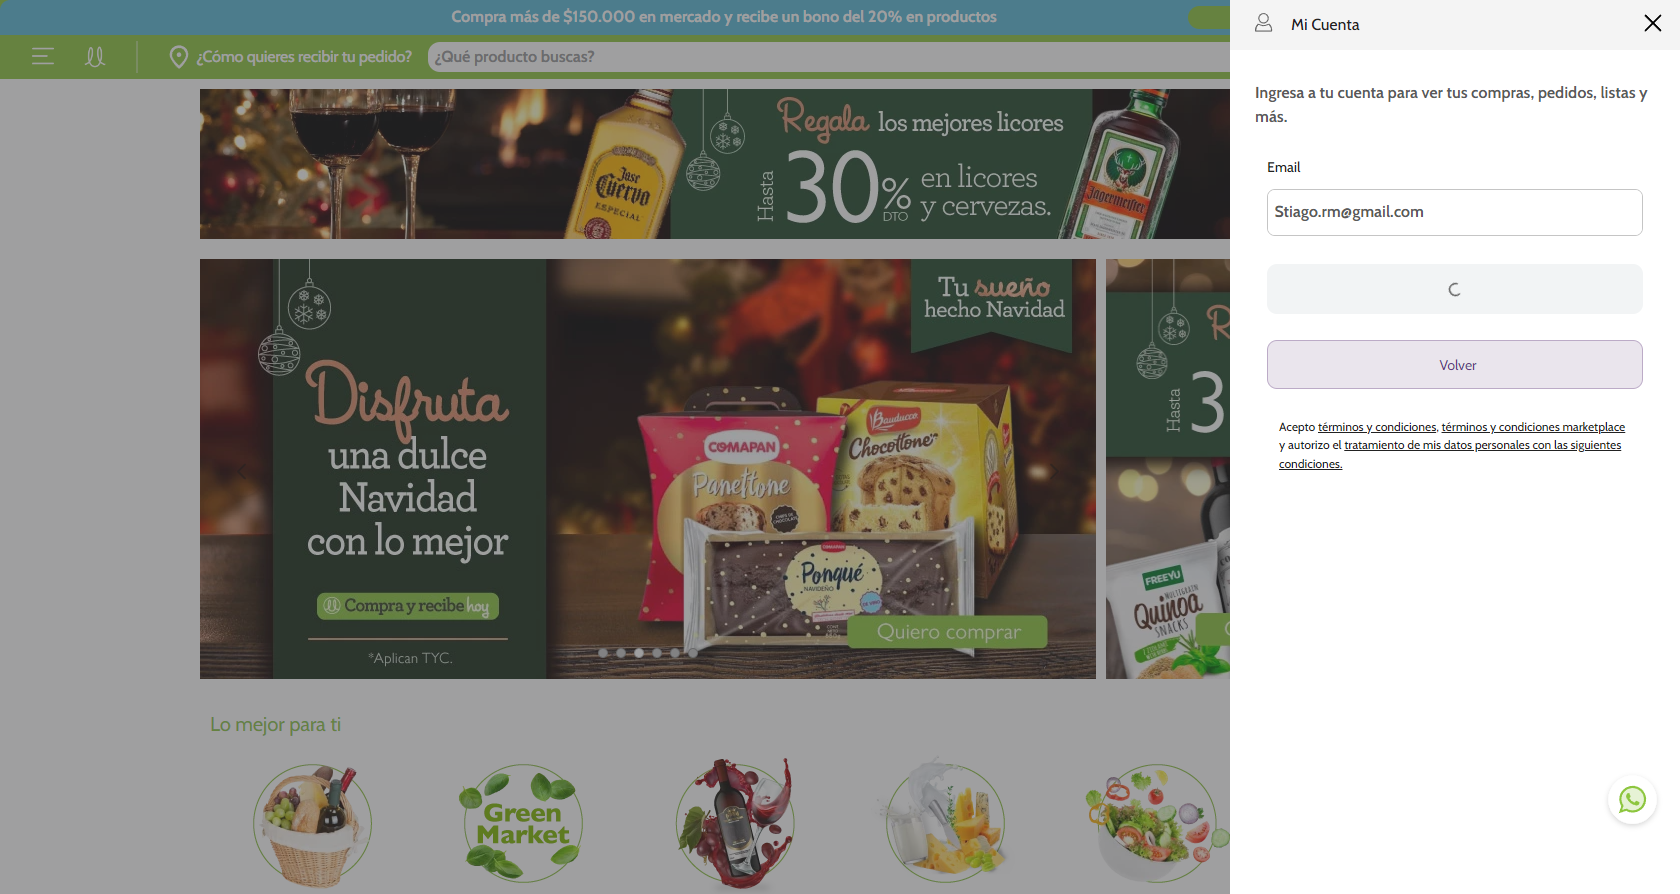 Compra más de $150.000 en mercado y recibe un bono del 20% en productos
Mi Cuenta
¿Cómo quieres recibir tu pedido?
¿Qué producto buscas?
Ingresa a tu cuenta para ver tus compras, pedidos, listas y
más.
Email
Stiago.rm@gmail.com
Volver
Acepto términos y condiciones, términos y condiciones marketplace
y autorizo el tratamiento de mis datos personales con las siguientes
condiciones.
Jose
Cuervo
ESPECIAL
Regala los mejores licores
Hasta
30%
DTO
en licores
y cervezas.
Jägermeister
Tu sueño
hecho Navidad
Disfruta
una dulce
Navidad
con lo mejor
Compra y recibe hoy
*Aplican TYC.
COMAPAN
Panettone
Bauducco
Chocottone
Ponqué
NAVIDEÑO
Quiero comprar
R
Hasta
3
FREEYU
MULTIGRAIN
Quinoa
SNACKS
Lo mejor para ti
Green
Market